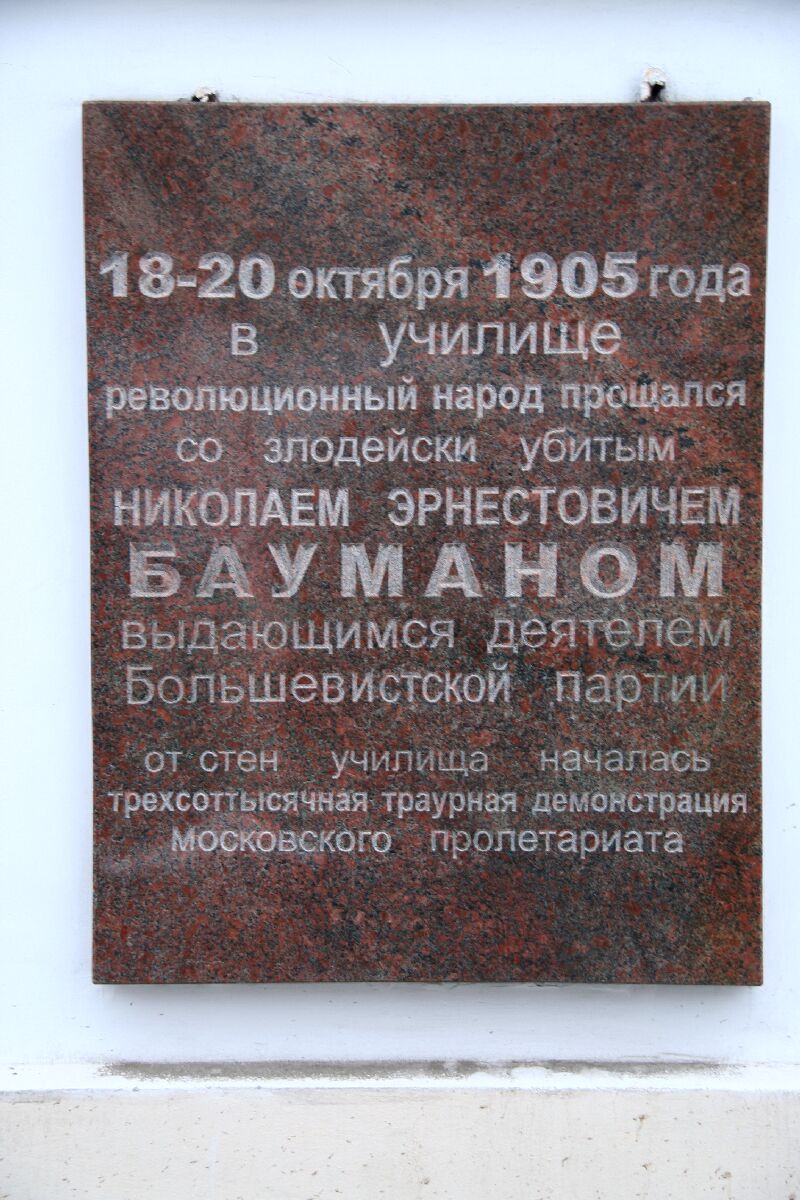 18-20 октября 1905 года
в училище
революционный народ прощался
со злодейски убитым
НИКОЛАЕМ ЭРНЕСТОВИЧЕМ
БАУМАНОМ
выдающимся деятелем
Большевистской партии
от стен училища началась
трехсоттысячная траурная демонстрация
московского пролетариата